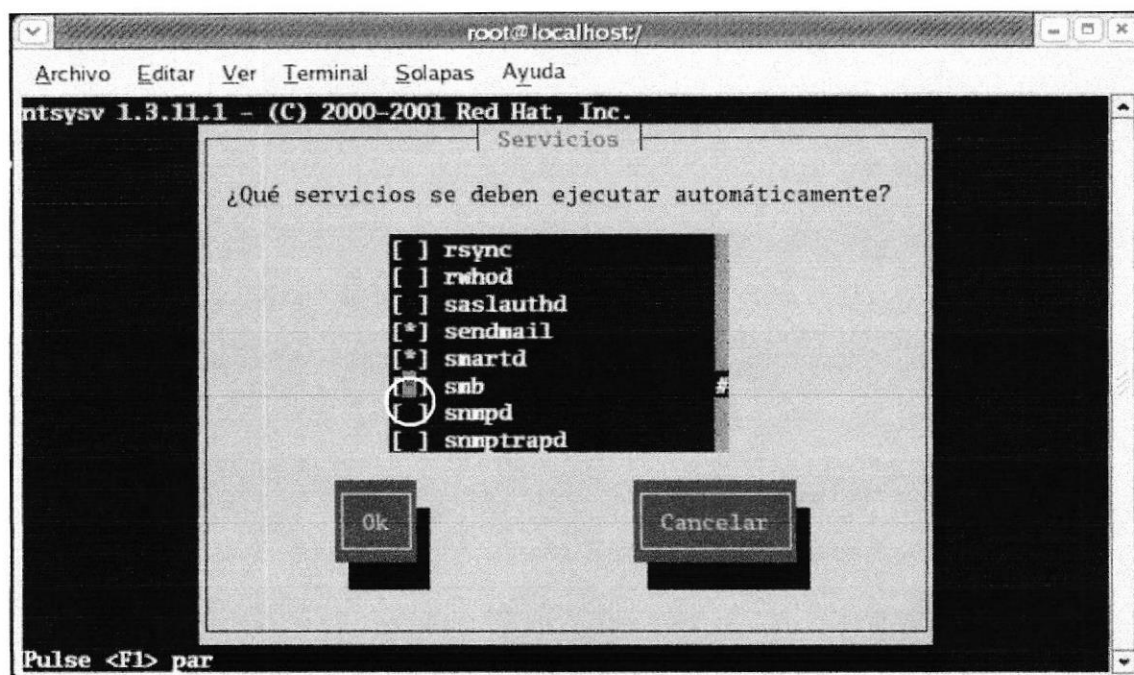 root@localhost:/
Archivo Editar Ver Terminal Solapas Ayuda
ntsysv 1.3.11.1 - (C) 2000-2001 Red Hat, Inc.
Servicios
¿Qué servicios se deben ejecutar automáticamente?
[ ] rsync
[ ] rwhod
[ ] saslauthd
[*] sendmail
[*] smartd
[*] smb #
[ ] snmpd
[ ] snmptrapd
Ok Cancelar
Pulse <F1> par